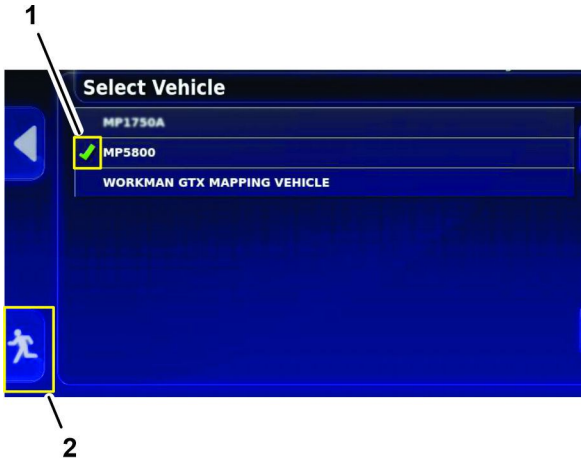 1
Select Vehicle
MP1750A
MP5800
WORKMAN GTX MAPPING VEHICLE
2